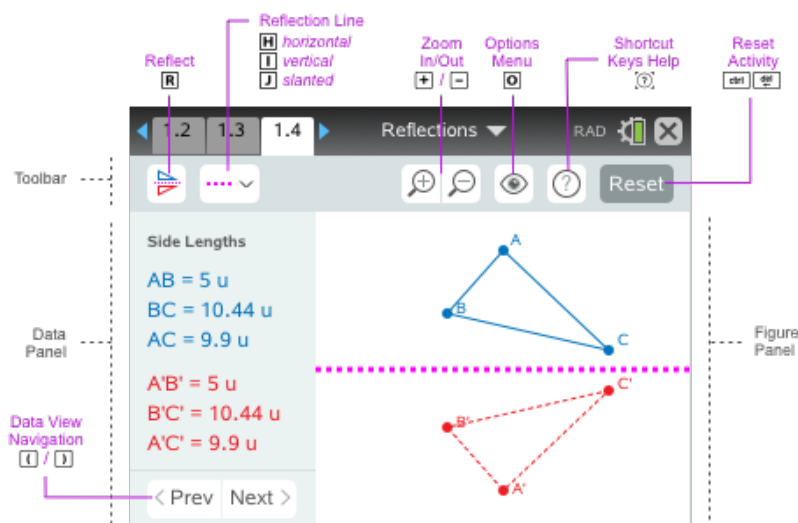 Reflection Line
H horizontal
I vertical
J slanted
Reflect
R
Zoom
In/Out
+ / −
Options
Menu
O
Shortcut
Keys Help
?
Reset
Activity
ctrl del
1.2 1.3 1.4 Reflections RAD
Toolbar
? Reset
Side Lengths
AB = 5 u
BC = 10.44 u
AC = 9.9 u
A'B' = 5 u
B'C' = 10.44 u
A'C' = 9.9 u
A
B
C
C'
B'
A'
Data
Panel
Figure
Panel
Data View
Navigation
( / )
< Prev Next >